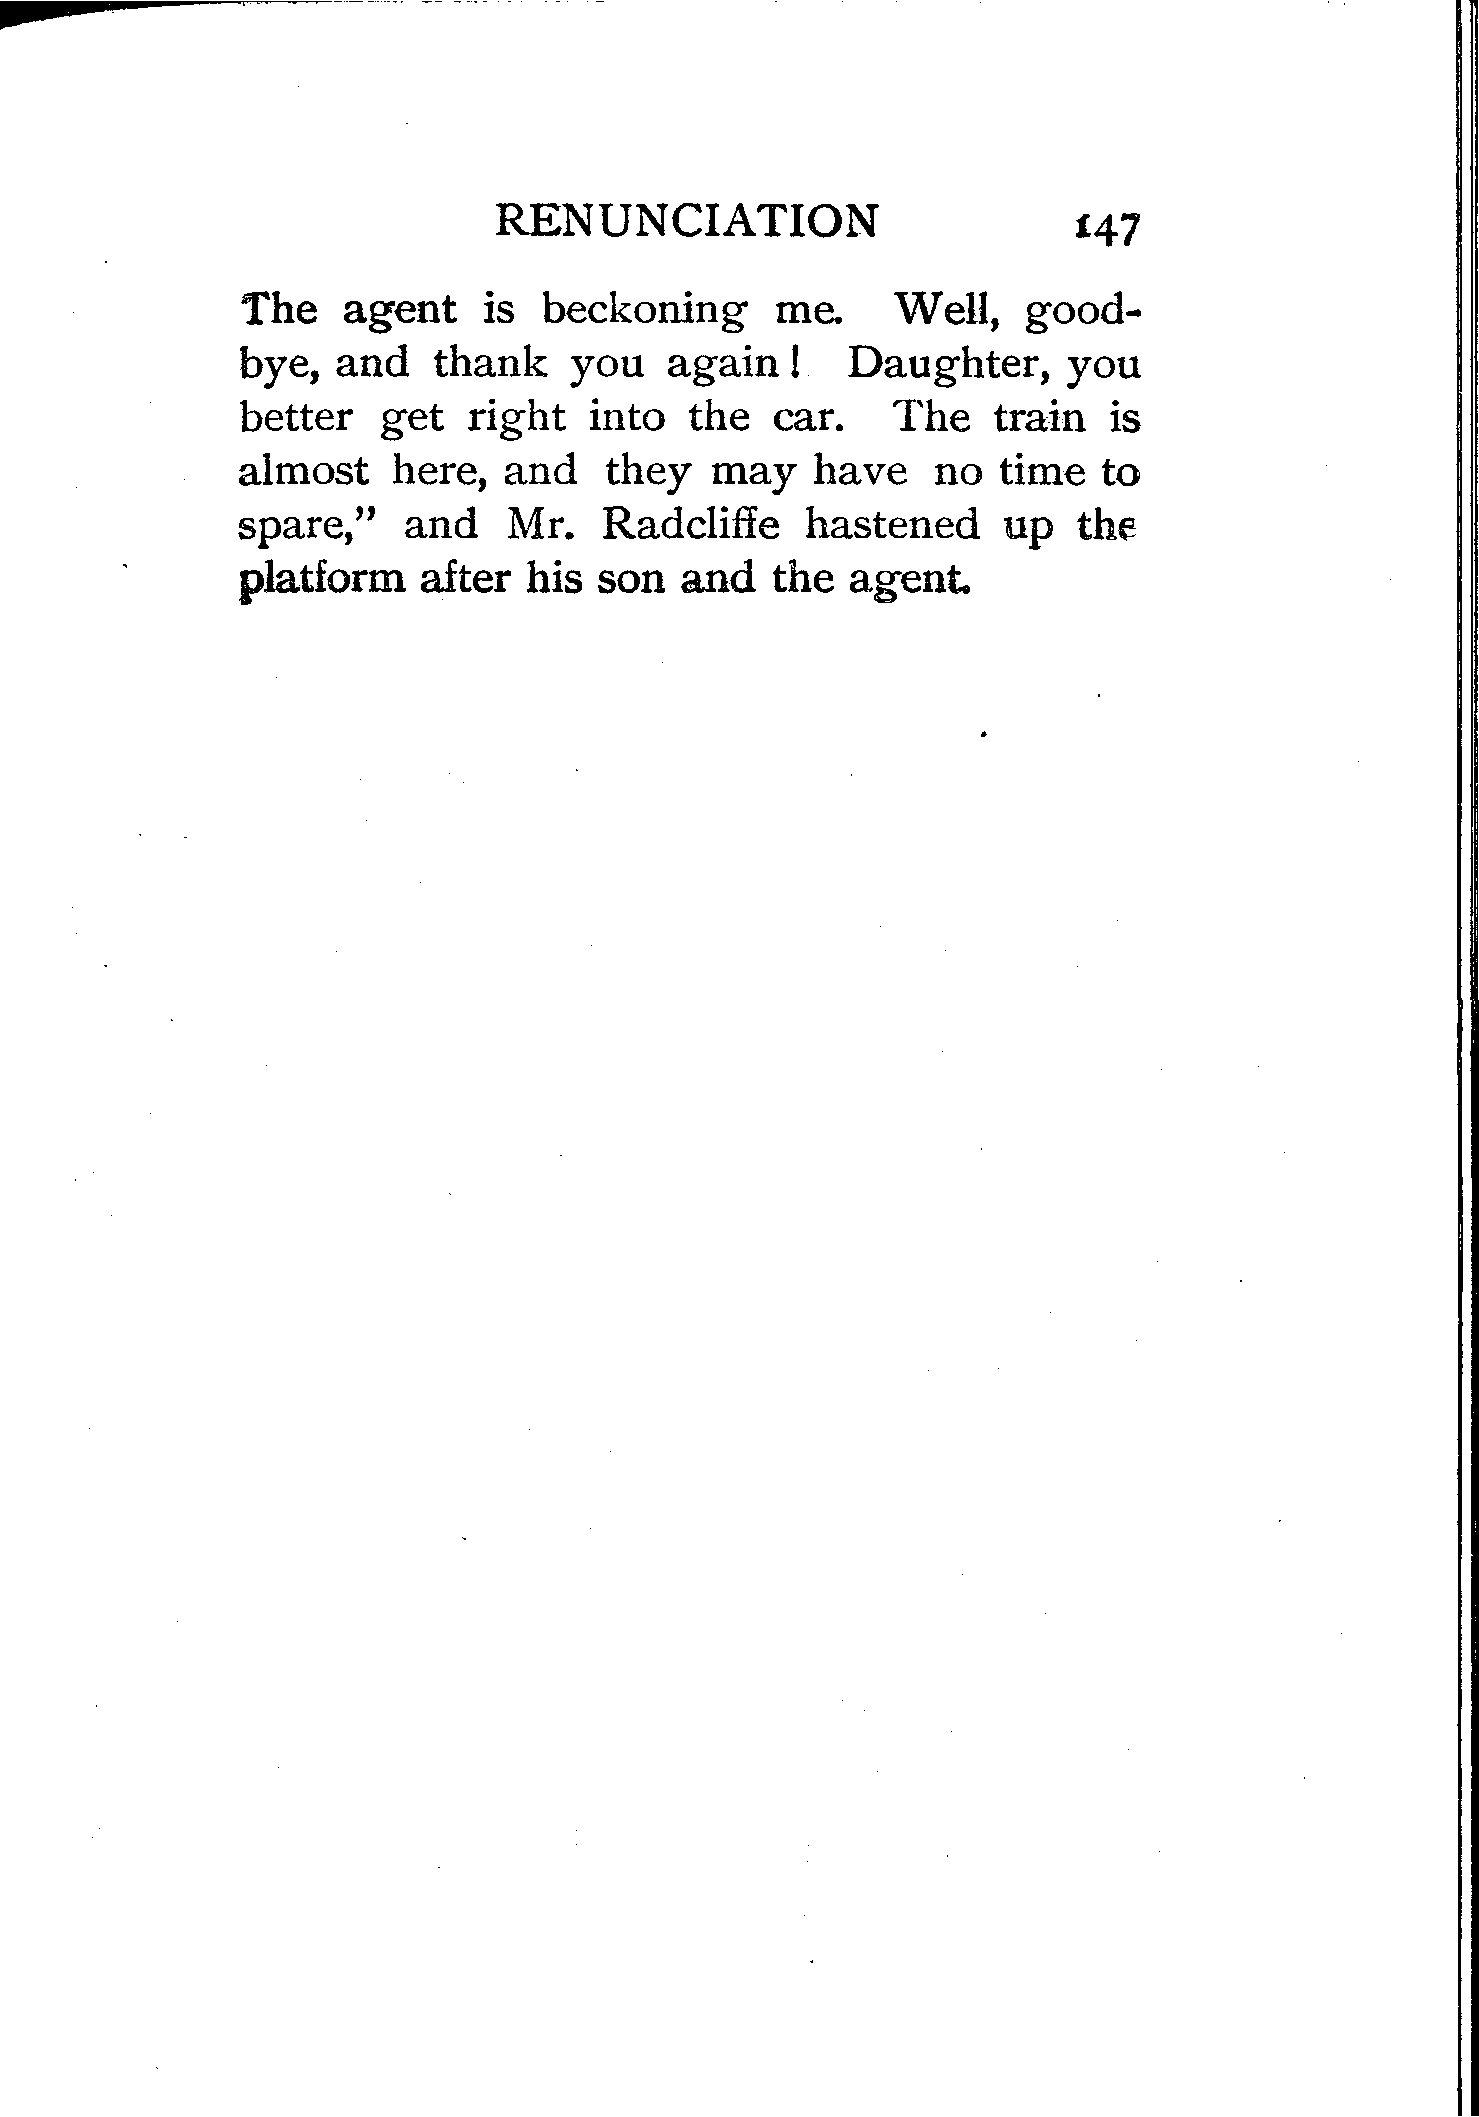 RENUNCIATION 147
The agent is beckoning me. Well, good-
bye, and thank you again! Daughter, you
better get right into the car. The train is
almost here, and they may have no time to
spare,” and Mr. Radcliffe hastened up the
platform after his son and the agent.